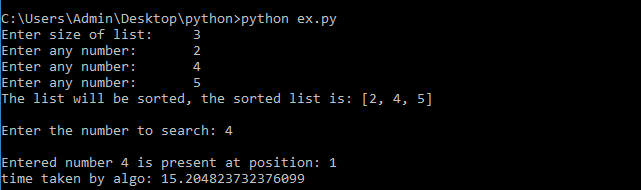 C:\Users\Admin\Desktop\python>python ex.py
Enter size of list:     3
Enter any number:       2
Enter any number:       4
Enter any number:       5
The list will be sorted, the sorted list is: [2, 4, 5]
Enter the number to search: 4
Entered number 4 is present at position: 1
time taken by algo: 15.204823732376099